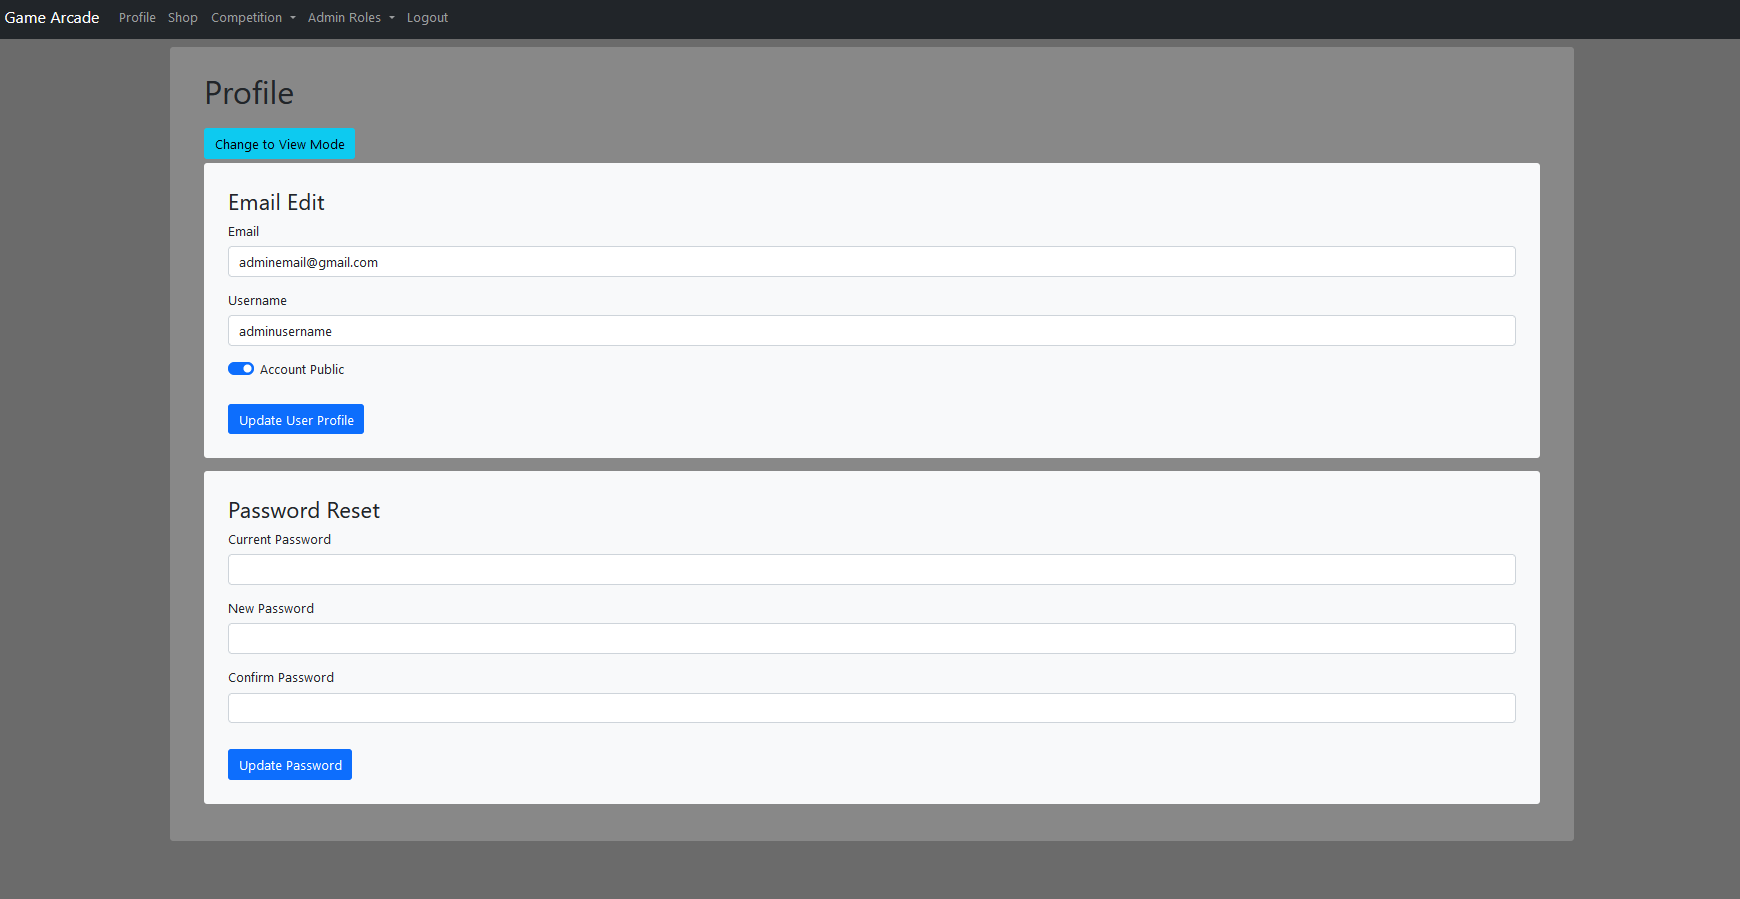 Game Arcade Profile Shop Competition Admin Roles Logout
Profile
Change to View Mode
Email Edit
Email
adminemail@gmail.com
Username
adminusername
Account Public
Update User Profile
Password Reset
Current Password
New Password
Confirm Password
Update Password